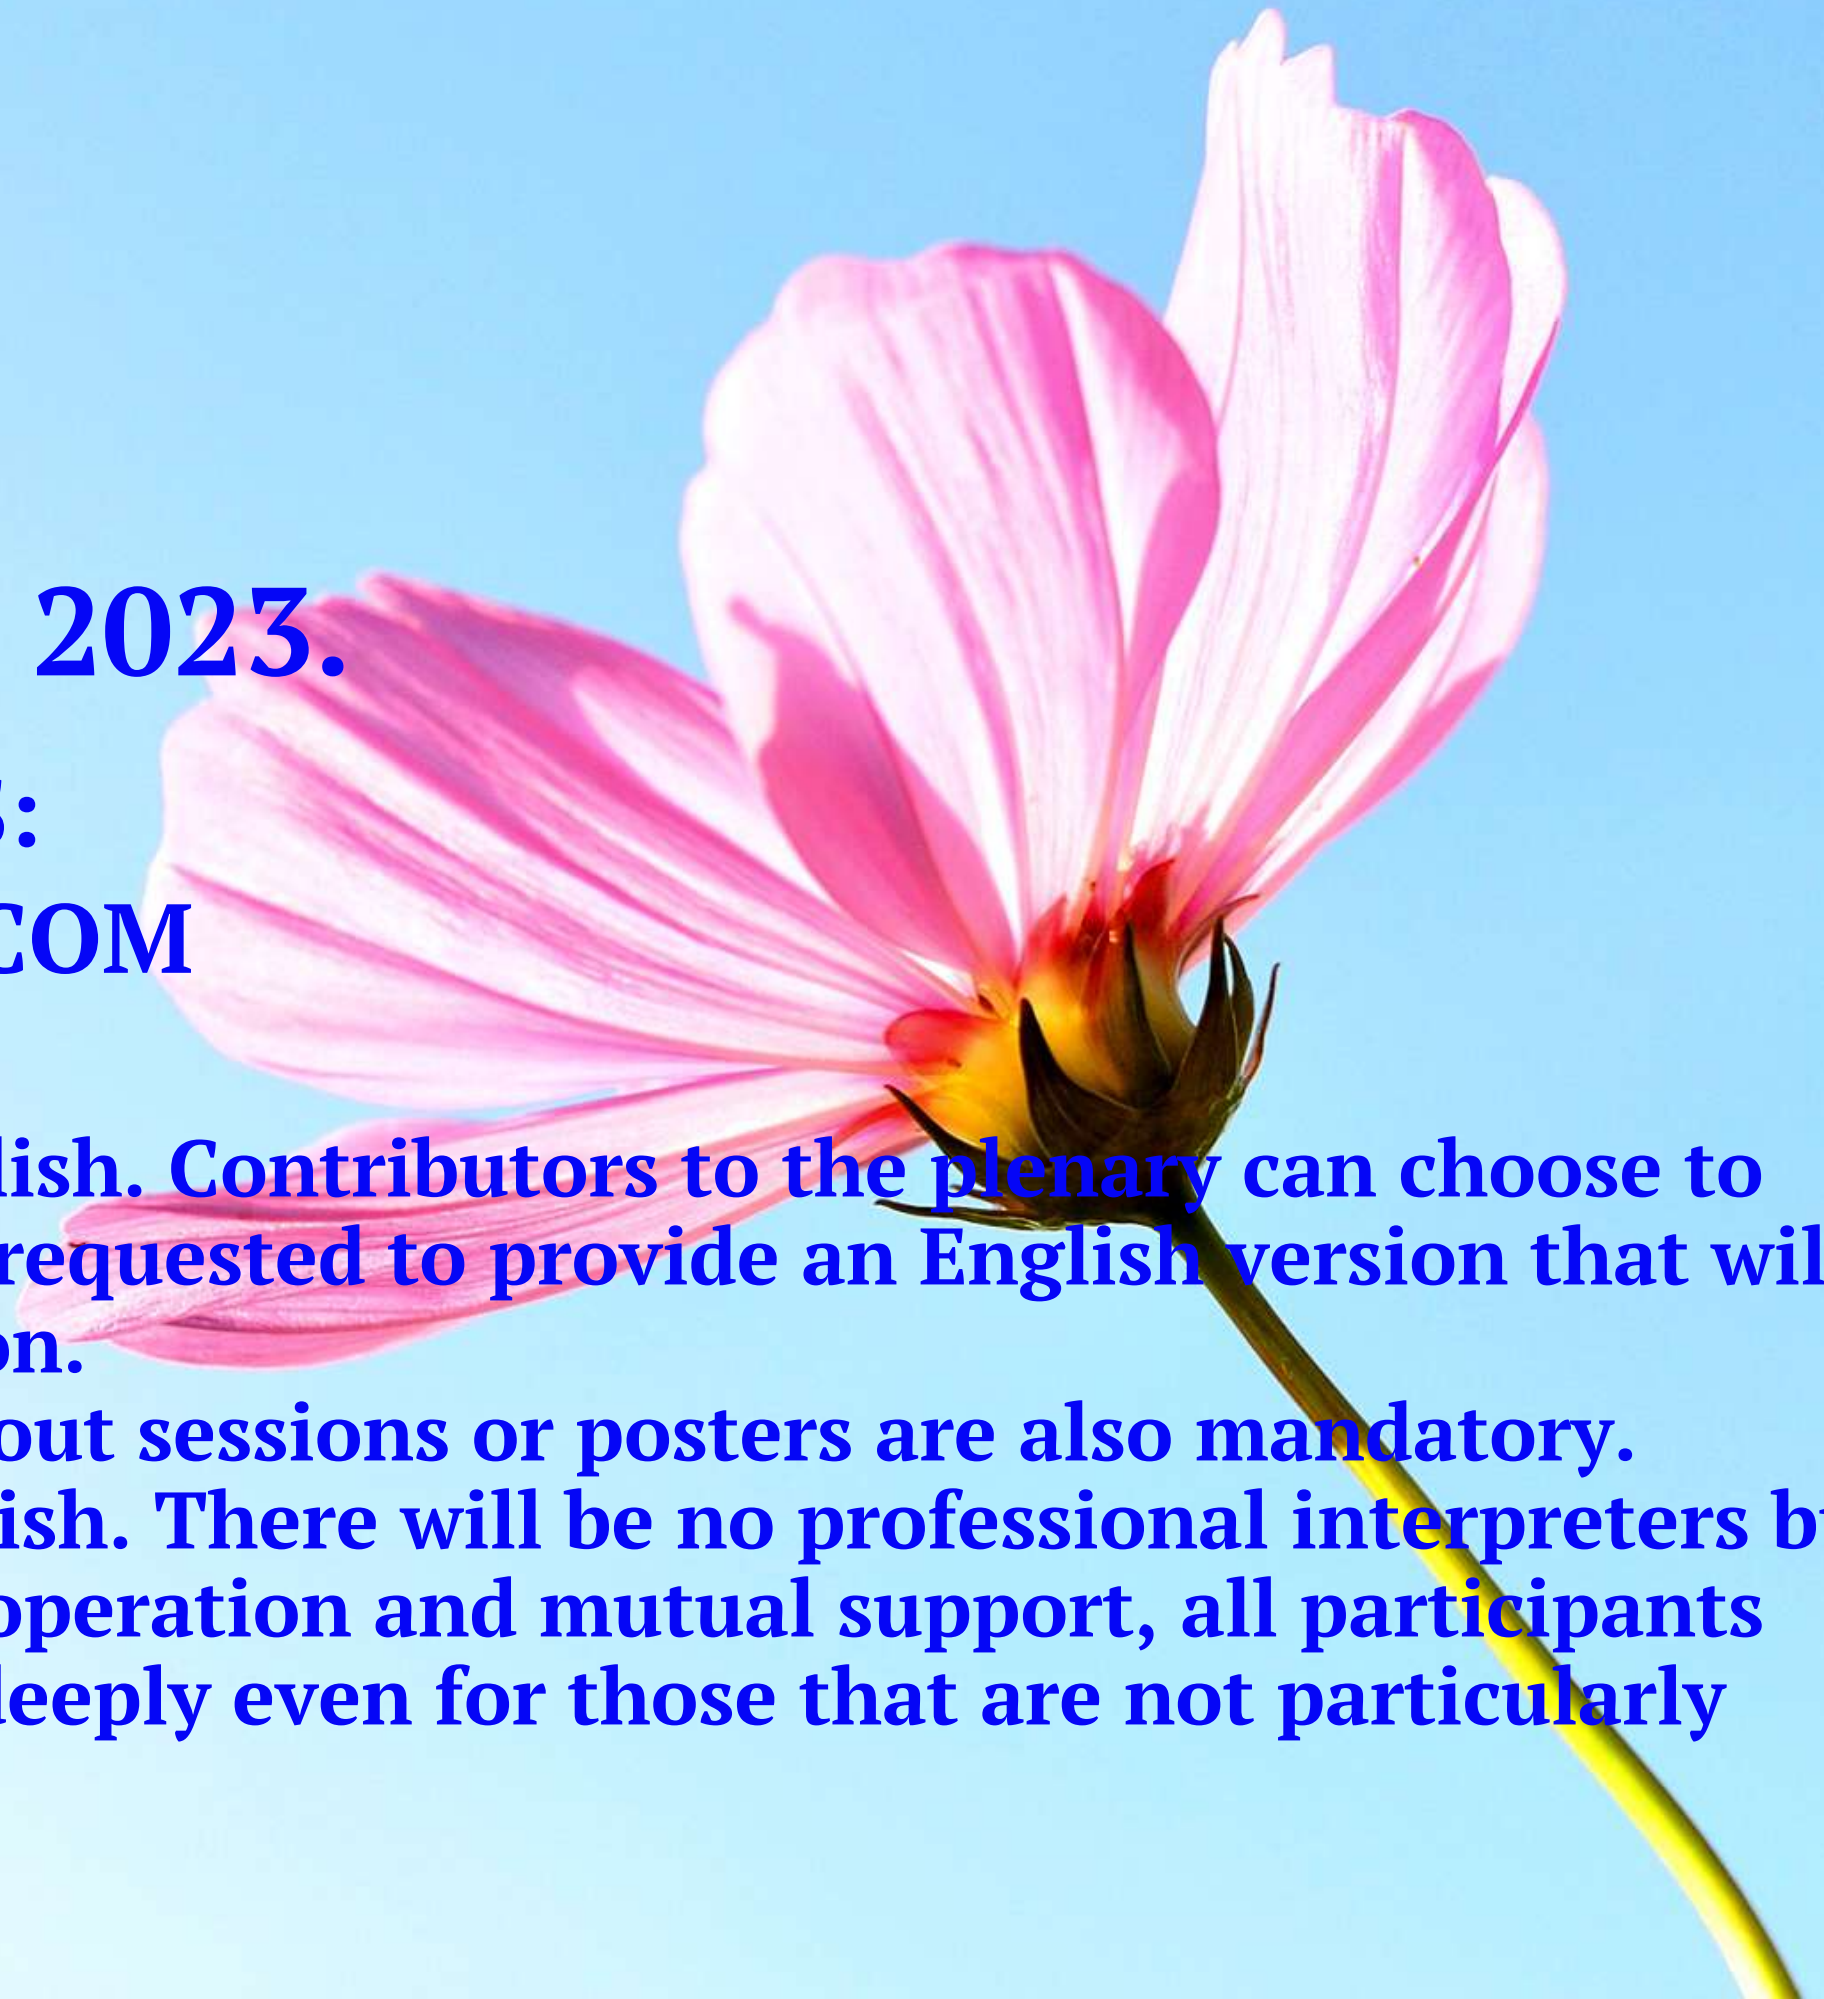 2023.
S:
COM
lish. Contributors to the plenary can choose to
requested to provide an English version that wil
on.
out sessions or posters are also mandatory.
ish. There will be no professional interpreters b
operation and mutual support, all participants
deeply even for those that are not particularly